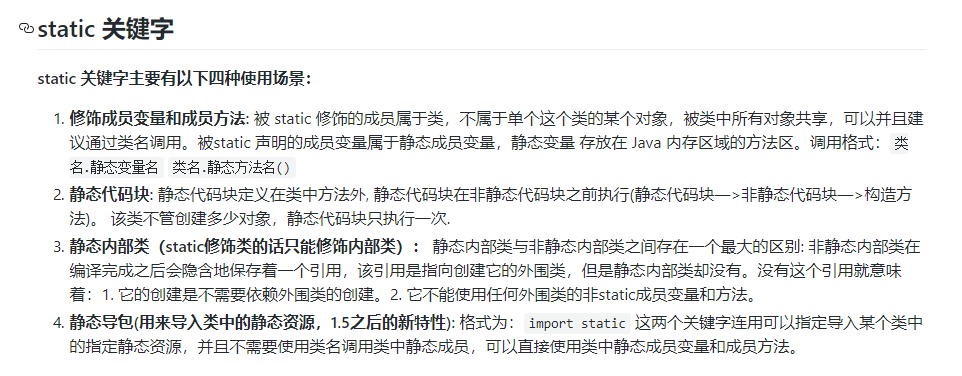 static 关键字
static 关键字主要有以下四种使用场景：
1. 修饰成员变量和成员方法: 被 static 修饰的成员属于类，不属于单个这个类的某个对象，被类中所有对象共享，可以并且建
议通过类名调用。被static 声明的成员变量属于静态成员变量，静态变量 存放在 Java 内存区域的方法区。调用格式：类
名.静态变量名 类名.静态方法名()
2. 静态代码块: 静态代码块定义在类中方法外, 静态代码块在非静态代码块之前执行(静态代码块—>非静态代码块—>构造方
法)。 该类不管创建多少对象，静态代码块只执行一次.
3. 静态内部类（static修饰类的话只能修饰内部类）： 静态内部类与非静态内部类之间存在一个最大的区别: 非静态内部类在
编译完成之后会隐含地保存着一个引用，该引用是指向创建它的外围类，但是静态内部类却没有。没有这个引用就意味
着：1. 它的创建是不需要依赖外围类的创建。2. 它不能使用任何外围类的非static成员变量和方法。
4. 静态导包(用来导入类中的静态资源，1.5之后的新特性): 格式为：import static 这两个关键字连用可以指定导入某个类中
的指定静态资源，并且不需要使用类名调用类中静态成员，可以直接使用类中静态成员变量和成员方法。